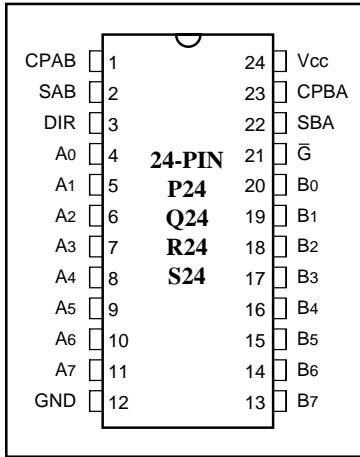 CPAB 1 24 Vcc
SAB 2 23 CPBA
DIR 3 22 SBA
A0 4 24-PIN 21 G̅
A1 5 P24 20 B0
A2 6 Q24 19 B1
A3 7 R24 18 B2
A4 8 S24 17 B3
A5 9 16 B4
A6 10 15 B5
A7 11 14 B6
GND 12 13 B7